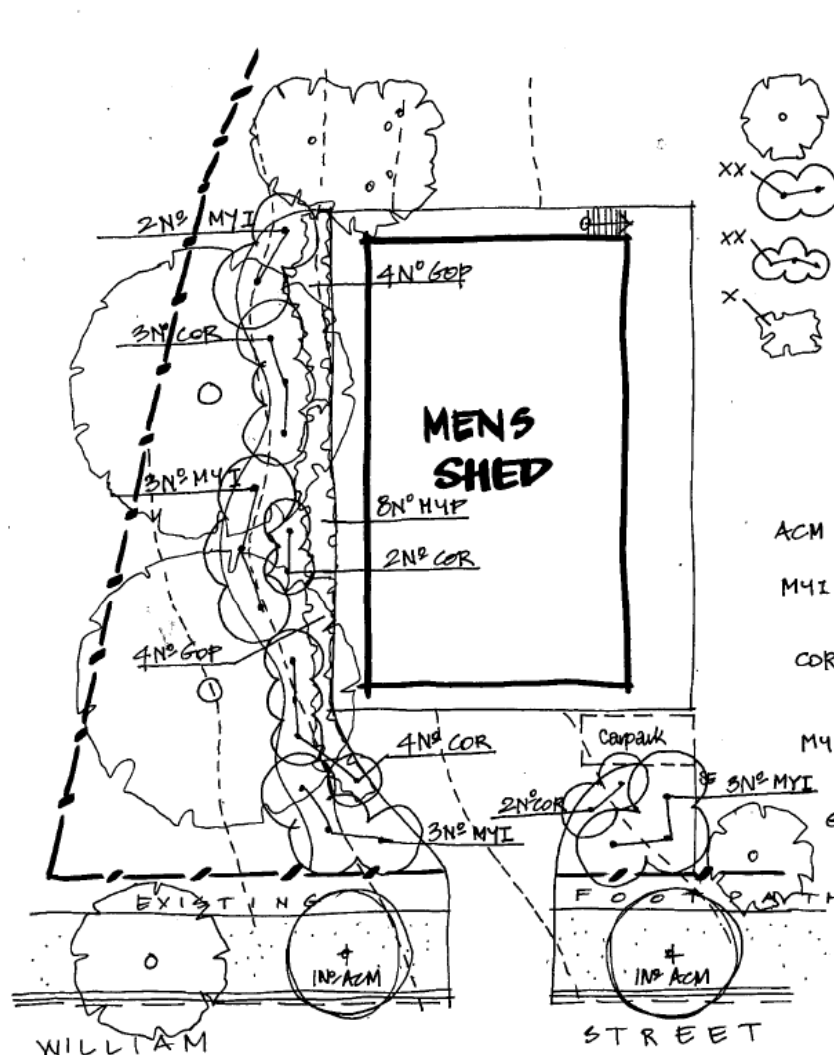 XX
2Nº MYI
XX
4Nº GOP
X
3Nº COR
MENS
SHED
3Nº MYI
8Nº MYP
ACM
2Nº COR
MYI
4Nº GOP
COR
4Nº COR
Carpark
MY
3Nº MYI
2Nº COR
3Nº MYI
EXISTING
FOOTPATH
1Nº ACM
1Nº ACM
WILLIAM
STREET